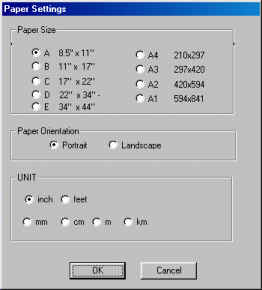 Paper Settings
Paper Size
A 8.5" x 11" A4 210x297
B 11" x 17" A3 297x420
C 17" x 22" A2 420x594
D 22" x 34" - A1 594x841
E 34" x 44"
Paper Orientation
Portrait Landscape
UNIT
inch feet
mm cm m km
OK Cancel